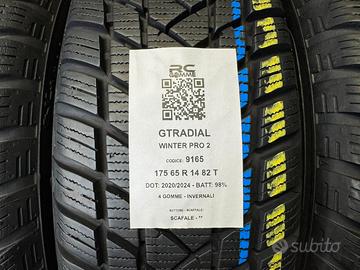 RC
GOMME
GTRADIAL
WINTER PRO 2
CODICE: 9165
175 65 R 14 82 T
DOT: 2020/2024 - BATT: 98%
4 GOMME - INVERNALI
SCAFALE - **
subito